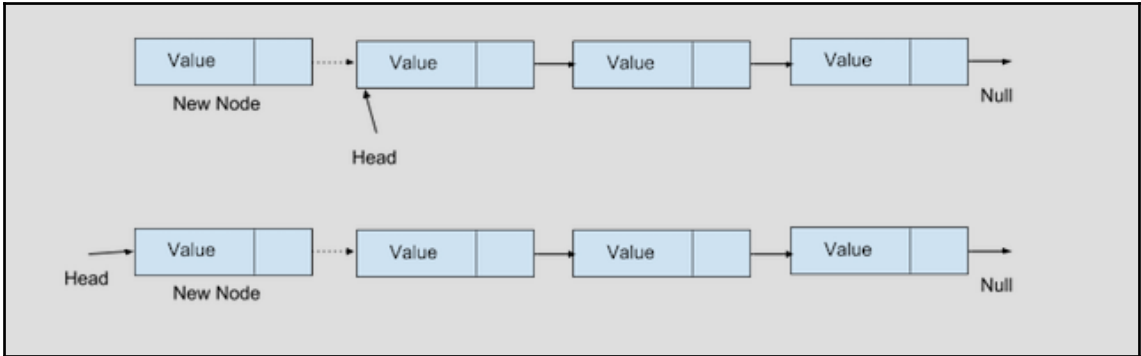 Value Value Value Value
New Node
Null
Head
Value Value Value Value
Head
New Node
Null